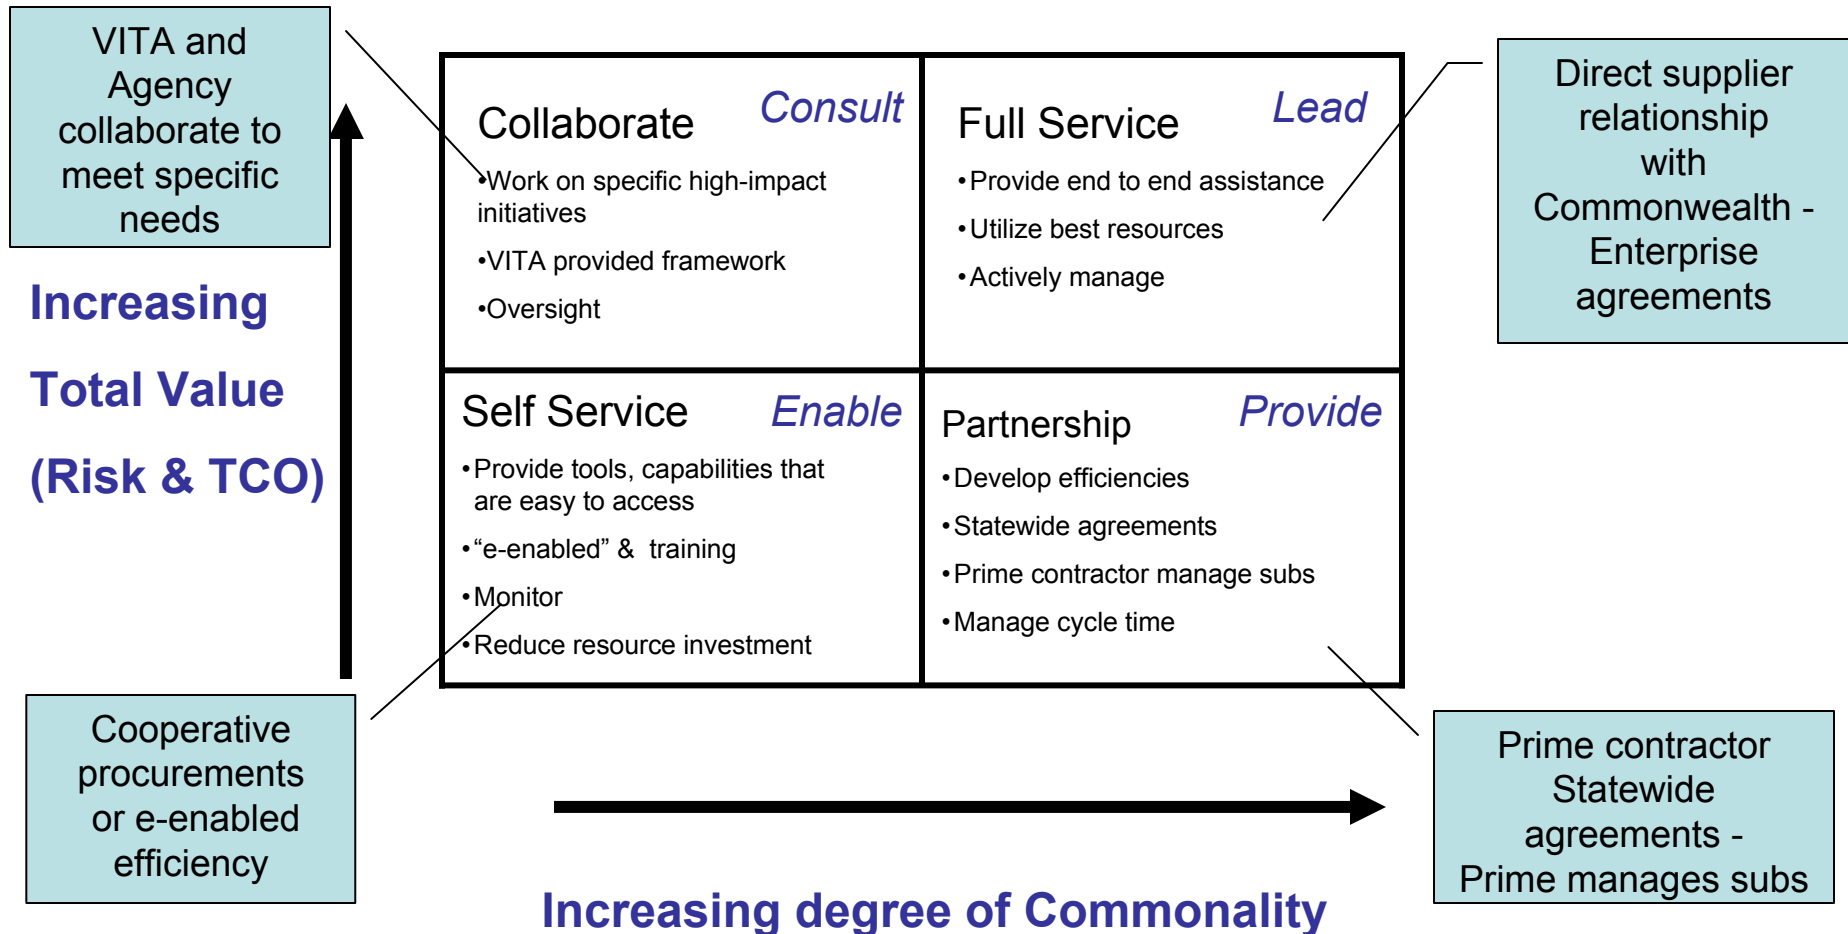 VITA and
Agency
collaborate to
meet specific
needs
Increasing
Total Value
(Risk & TCO)
Cooperative
procurements
or e-enabled
efficiency
Collaborate
Consult
•Work on specific high-impact
initiatives
•VITA provided framework
•Oversight
Full Service
Lead
•Provide end to end assistance
•Utilize best resources
•Actively manage
Self Service
Enable
•Provide tools, capabilities that
are easy to access
•“e-enabled” &  training
•Monitor
•Reduce resource investment
Partnership
Provide
•Develop efficiencies
•Statewide agreements
•Prime contractor manage subs
•Manage cycle time
Direct supplier
relationship
with
Commonwealth -
Enterprise
agreements
Prime contractor
Statewide
agreements -
Prime manages subs
Increasing degree of Commonality